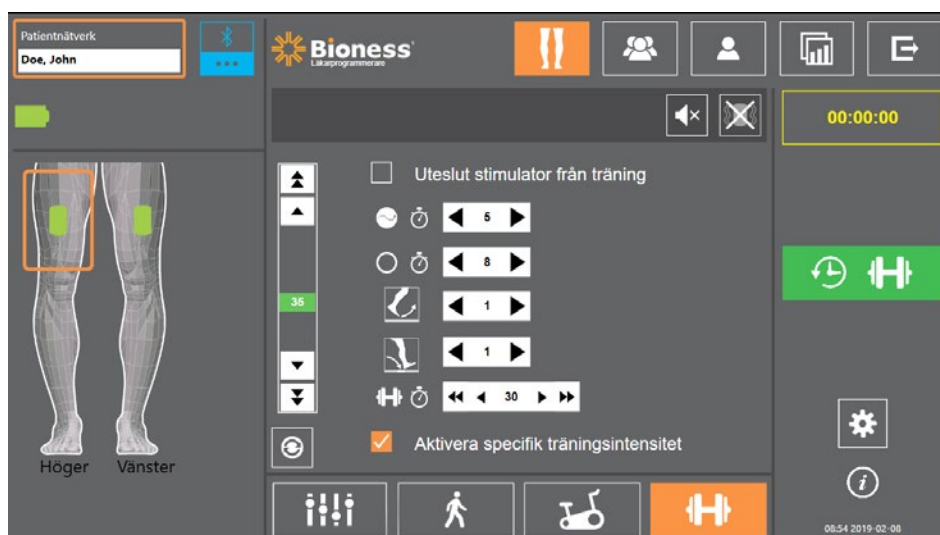 Patientnätverk
Doe, John
Bioness
Läkarprogrammerare
00:00:00
Uteslut stimulator från träning
5
8
35
1
1
30
Aktivera specifik träningsintensitet
Höger Vänster
i
08:54 2019-02-08